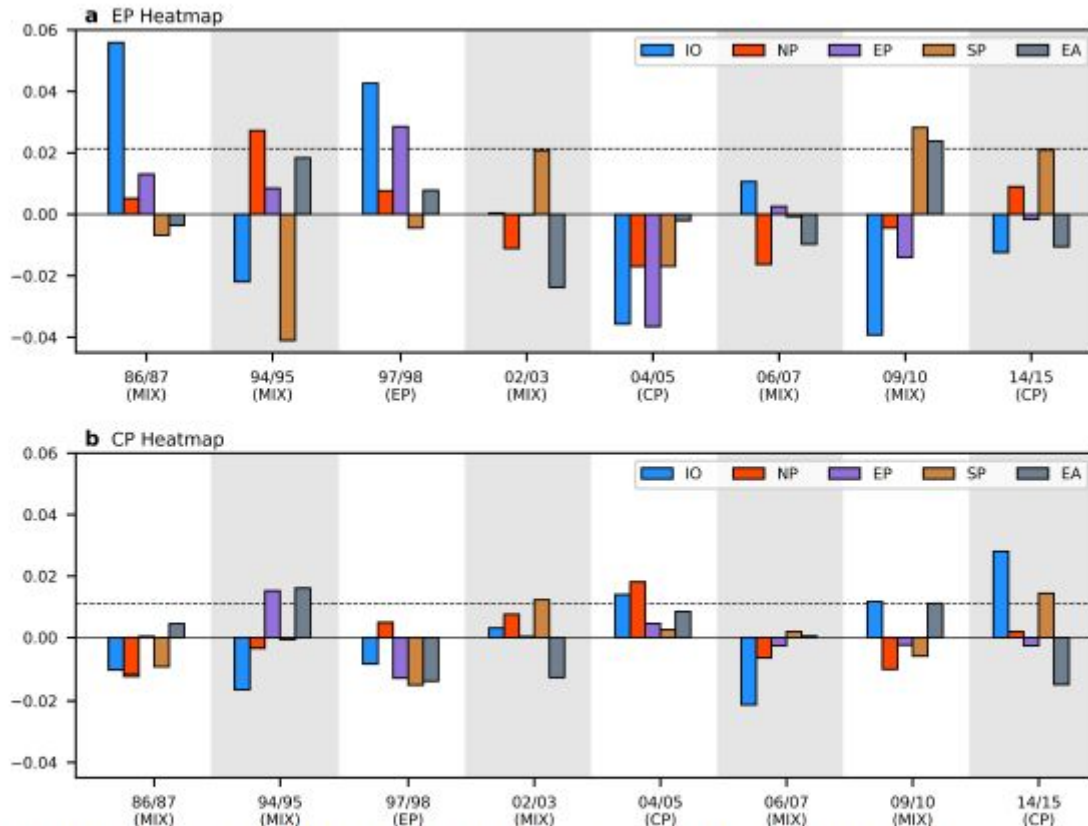 a EP Heatmap
IO NP EP SP EA
0.06
0.04
0.02
0.00
−0.02
−0.04
86/87 94/95 97/98 02/03 04/05 06/07 09/10 14/15
(MIX) (MIX) (EP) (MIX) (CP) (MIX) (MIX) (CP)
b CP Heatmap
IO NP EP SP EA
0.06
0.04
0.02
0.00
−0.02
−0.04
86/87 94/95 97/98 02/03 04/05 06/07 09/10 14/15
(MIX) (MIX) (EP) (MIX) (CP) (MIX) (MIX) (CP)